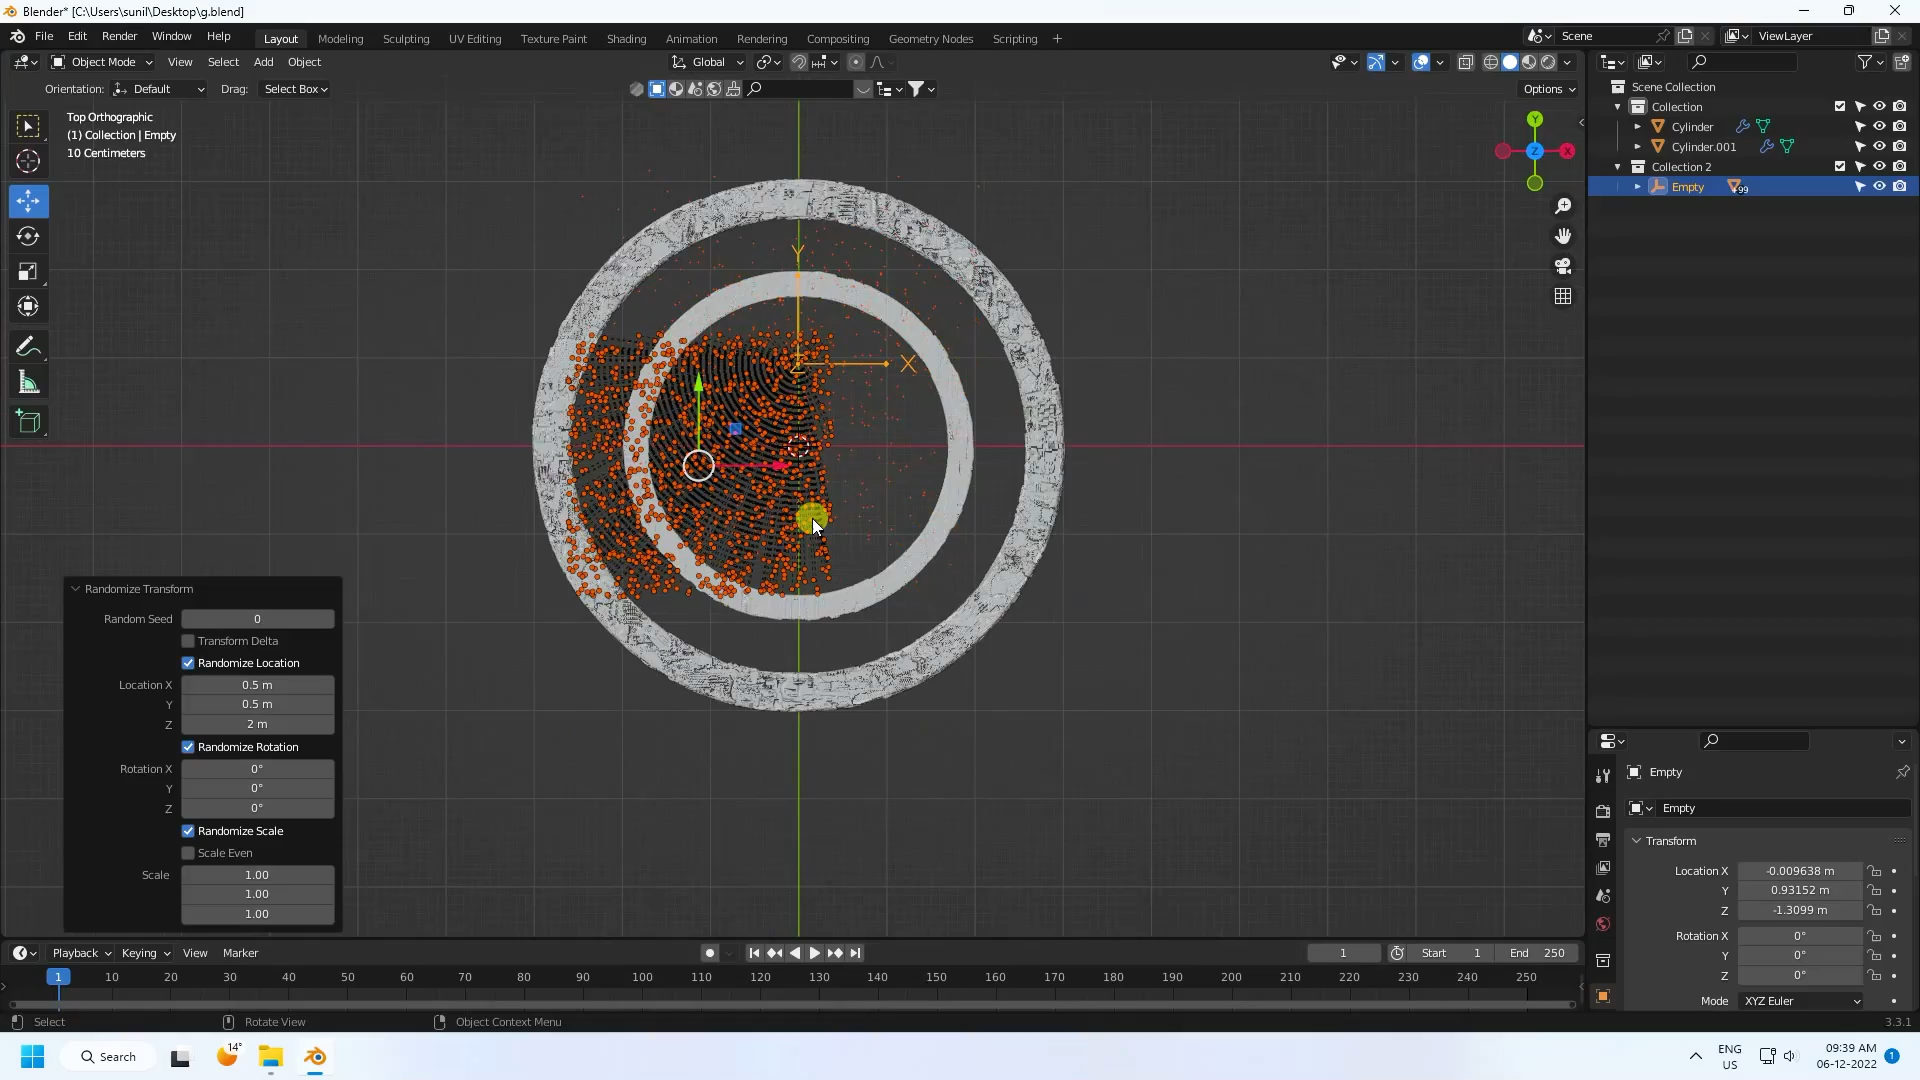 Blender* [C:\Users\sunil\Desktop\g.blend]
File Edit Render Window Help Layout Modeling Sculpting UV Editing Texture Paint Shading Animation Rendering Compositing Geometry Nodes Scripting + Scene ViewLayer
Object Mode View Select Add Object Global
Orientation: Default Drag: Select Box Options
Top Orthographic
(1) Collection | Empty
10 Centimeters
Scene Collection
Collection
Cylinder
Cylinder.001
Collection 2
Empty +99
Y
X
Z
Y
X
Z
Randomize Transform
Random Seed 0
Transform Delta
Randomize Location
Location X 0.5 m
Y 0.5 m
Z 2 m
Randomize Rotation
Rotation X 0°
Y 0°
Z 0°
Randomize Scale
Scale Even
Scale 1.00
1.00
1.00
Empty
Empty
Transform
Location X -0.009638 m
Y 0.93152 m
Z -1.3099 m
Rotation X 0°
Y 0°
Z 0°
Mode XYZ Euler
Playback Keying View Marker 1 Start 1 End 250
1 10 20 30 40 50 60 70 80 90 100 110 120 130 140 150 160 170 180 190 200 210 220 230 240 250
Select Rotate View Object Context Menu 3.3.1
14°
Search
ENG
US
09:39 AM
06-12-2022
1